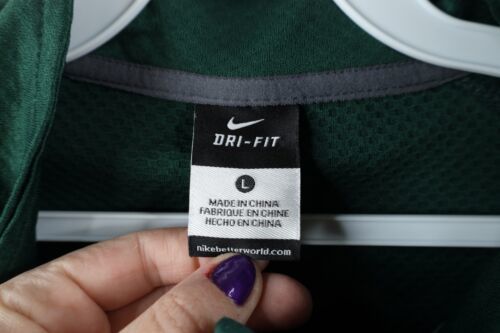 DRI-FIT
L
MADE IN CHINA
FABRIQUE EN CHINE
HECHO EN CHINA
nikebetterworld.com